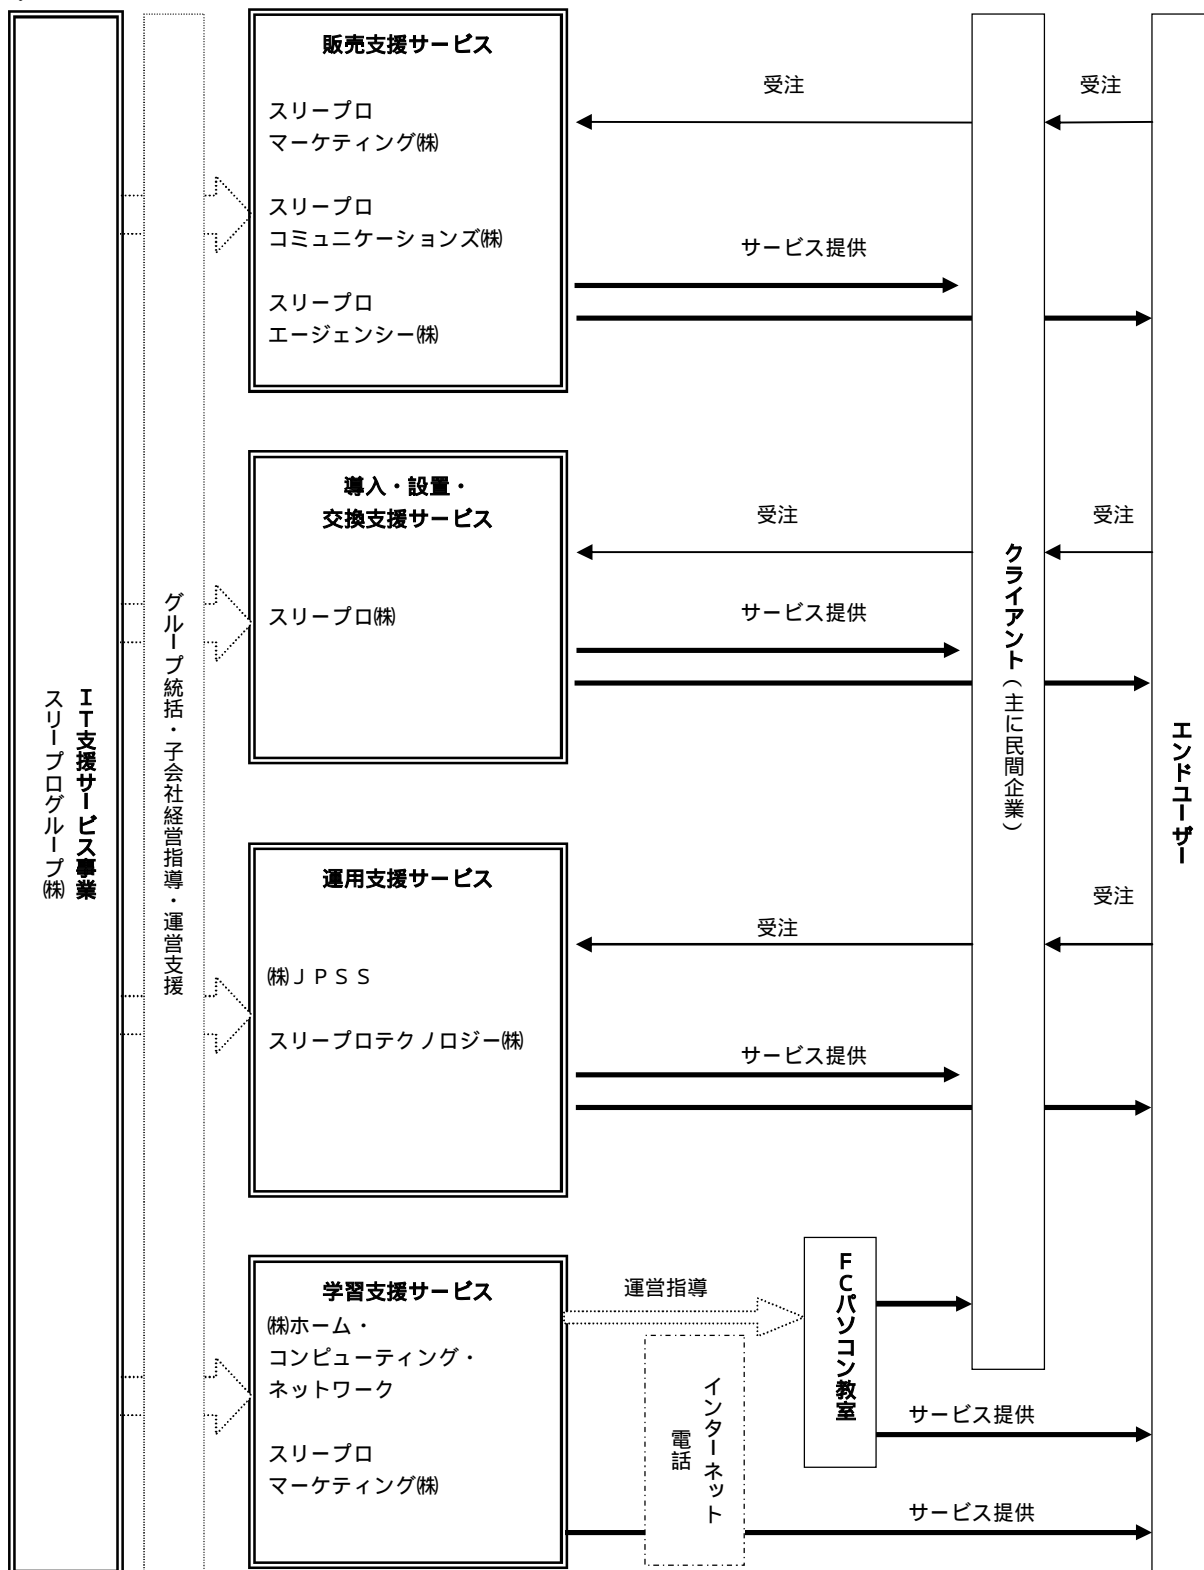 ＩＴ支援サービス事業
スリープログループ㈱
グループ統括・子会社経営指導・運営支援
販売支援サービス
スリープロ
マーケティング㈱
スリープロ
コミュニケーションズ㈱
スリープロ
エージェンシー㈱
受注
受注
サービス提供
導入・設置・
交換支援サービス
スリープロ㈱
受注
受注
サービス提供
クライアント（主に民間企業）
エンドユーザー
運用支援サービス
㈱ＪＰＳＳ
スリープロテクノロジー㈱
受注
受注
サービス提供
学習支援サービス
㈱ホーム・
コンピューティング・
ネットワーク
スリープロ
マーケティング㈱
運営指導
ＦＣパソコン教室
インターネット
電話
サービス提供
サービス提供